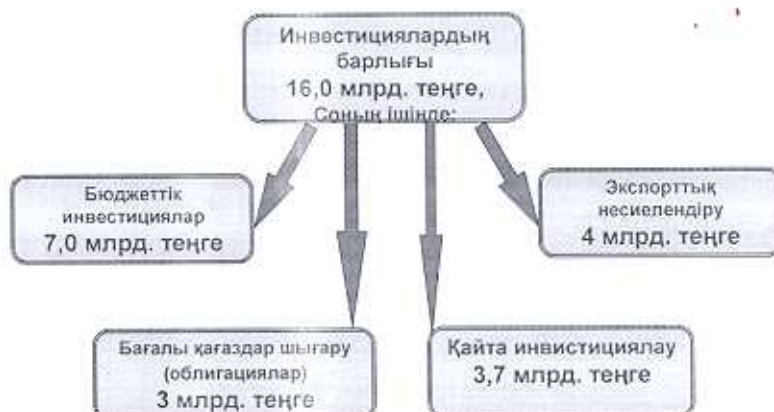 Инвестициялардың
барлығы
16,0 млрд. теңге,
Соның ішінде:
Бюджеттік
инвестициялар
7,0 млрд. теңге
Экспорттық
несиелендіру
4 млрд. теңге
Бағалы қағаздар шығару
(облигациялар)
3 млрд. теңге
Қайта инвистициялау
3,7 млрд. теңге